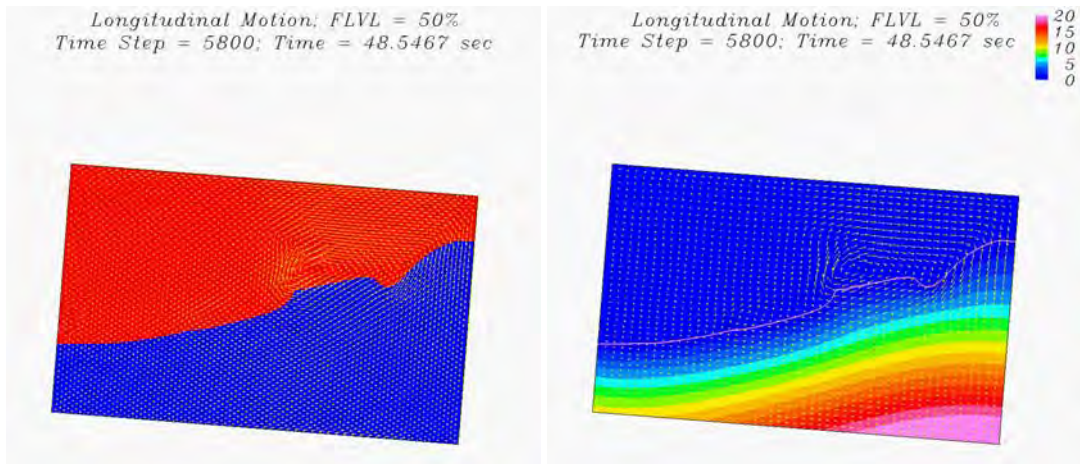 Longitudinal Motion; FLVL = 50%
Time Step = 5800; Time = 48.5467 sec
Longitudinal Motion; FLVL = 50%
Time Step = 5800; Time = 48.5467 sec
20
15
10
5
0